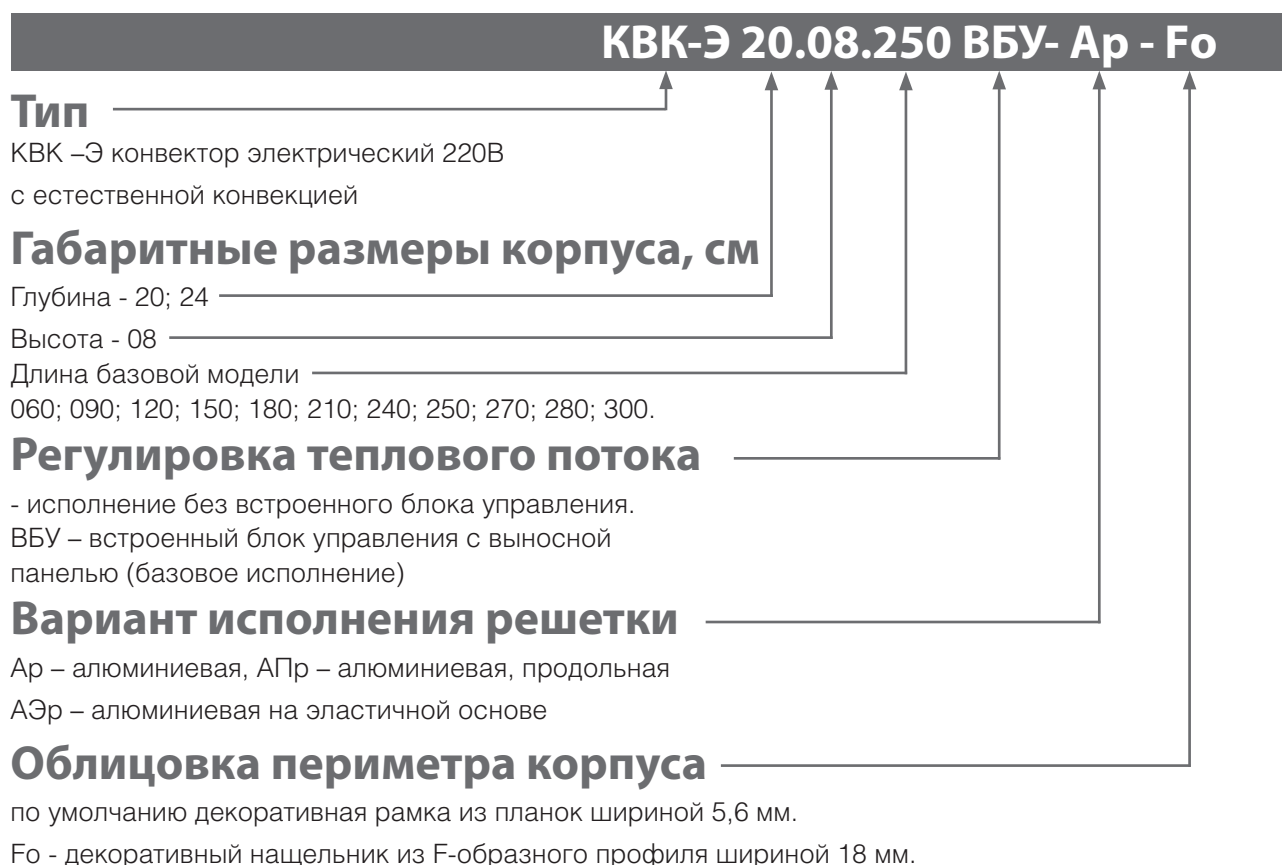 КВК-Э 20.08.250 ВБУ- Ар - Fo
Тип
КВК –Э конвектор электрический 220В
с естественной конвекцией
Габаритные размеры корпуса, см
Глубина - 20; 24
Высота - 08
Длина базовой модели
060; 090; 120; 150; 180; 210; 240; 250; 270; 280; 300.
Регулировка теплового потока
- исполнение без встроенного блока управления.
ВБУ – встроенный блок управления с выносной
панелью (базовое исполнение)
Вариант исполнения решетки
Ар – алюминиевая, АПр – алюминиевая, продольная
АЭр – алюминиевая на эластичной основе
Облицовка периметра корпуса
по умолчанию декоративная рамка из планок шириной 5,6 мм.
Fo - декоративный нащельник из F-образного профиля шириной 18 мм.